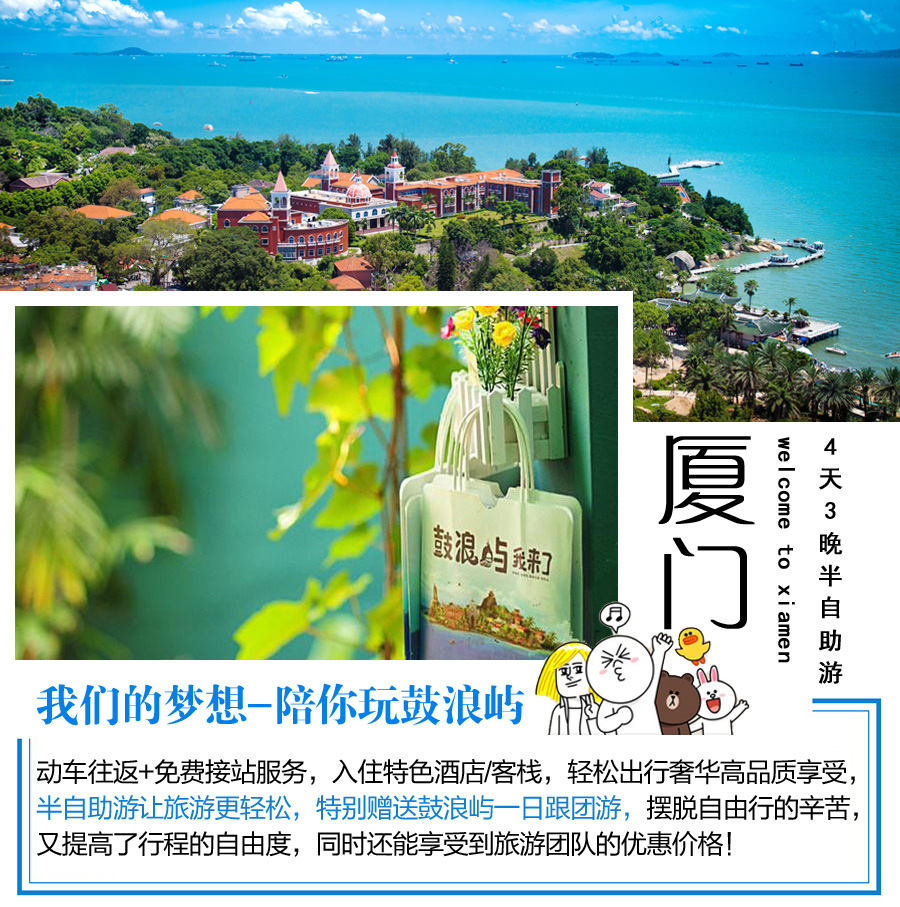 鼓浪屿我来了
厦门
welcome to xiamen
4天3晚半自助游
我们的梦想-陪你玩鼓浪屿
动车往返+免费接站服务，入住特色酒店/客栈，轻松出行奢华高品质享受，
半自助游让旅游更轻松，特别赠送鼓浪屿一日跟团游，摆脱自由行的辛苦，
又提高了行程的自由度，同时还能享受到旅游团队的优惠价格！